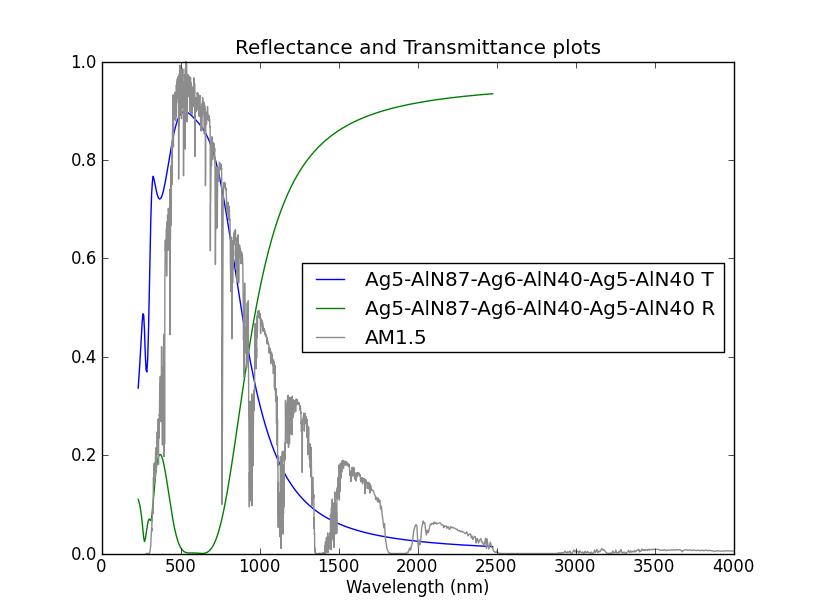 Reflectance and Transmittance plots
1.0
0.8
0.6
0.4
0.2
0.0
Ag5-AlN87-Ag6-AlN40-Ag5-AlN40 T
Ag5-AlN87-Ag6-AlN40-Ag5-AlN40 R
AM1.5
0 500 1000 1500 2000 2500 3000 3500 4000
Wavelength (nm)